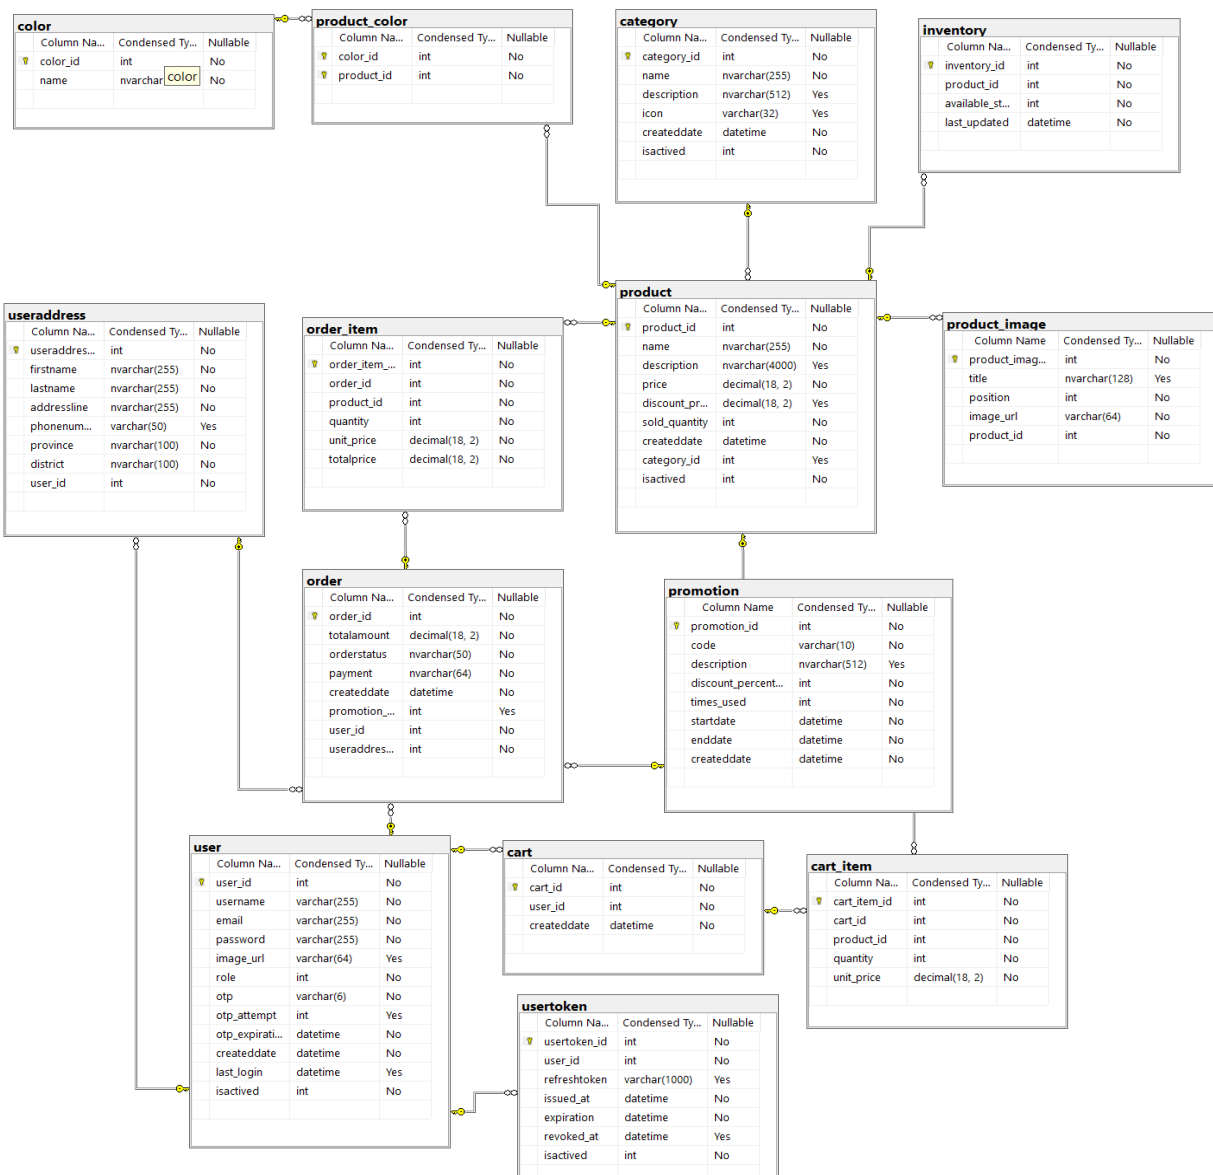 color
Column Na... Condensed Ty... Nullable
color_id int No
name nvarchar No
color
product_color
Column Na... Condensed Ty... Nullable
color_id int No
product_id int No
category
Column Na... Condensed Ty... Nullable
category_id int No
name nvarchar(255) No
description nvarchar(512) Yes
icon varchar(32) Yes
createddate datetime No
isactived int No
inventory
Column Na... Condensed Ty... Nullable
inventory_id int No
product_id int No
available_st... int No
last_updated datetime No
useraddress
Column Na... Condensed Ty... Nullable
useraddres... int No
firstname nvarchar(255) No
lastname nvarchar(255) No
addressline nvarchar(255) No
phonenum... varchar(50) Yes
province nvarchar(100) No
district nvarchar(100) No
user_id int No
order_item
Column Na... Condensed Ty... Nullable
order_item_... int No
order_id int No
product_id int No
quantity int No
unit_price decimal(18, 2) No
totalprice decimal(18, 2) No
product
Column Na... Condensed Ty... Nullable
product_id int No
name nvarchar(255) No
description nvarchar(4000) Yes
price decimal(18, 2) No
discount_pr... decimal(18, 2) Yes
sold_quantity int No
createddate datetime No
category_id int Yes
isactived int No
product_image
Column Name Condensed Ty... Nullable
product_imag... int No
title nvarchar(128) Yes
position int No
image_url varchar(64) No
product_id int No
order
Column Na... Condensed Ty... Nullable
order_id int No
totalamount decimal(18, 2) No
orderstatus nvarchar(50) No
payment nvarchar(64) No
createddate datetime No
promotion_... int Yes
user_id int No
useraddres... int No
promotion
Column Name Condensed Ty... Nullable
promotion_id int No
code varchar(10) No
description nvarchar(512) Yes
discount_percent... int No
times_used int No
startdate datetime No
enddate datetime No
createddate datetime No
user
Column Na... Condensed Ty... Nullable
user_id int No
username varchar(255) No
email varchar(255) No
password varchar(255) No
image_url varchar(64) Yes
role int No
otp varchar(6) No
otp_attempt int Yes
otp_expirati... datetime No
createddate datetime No
last_login datetime Yes
isactived int No
cart
Column Na... Condensed Ty... Nullable
cart_id int No
user_id int No
createddate datetime No
cart_item
Column Na... Condensed Ty... Nullable
cart_item_id int No
cart_id int No
product_id int No
quantity int No
unit_price decimal(18, 2) No
usertoken
Column Na... Condensed Ty... Nullable
usertoken_id int No
user_id int No
refreshtoken varchar(1000) Yes
issued_at datetime No
expiration datetime No
revoked_at datetime Yes
isactived int No